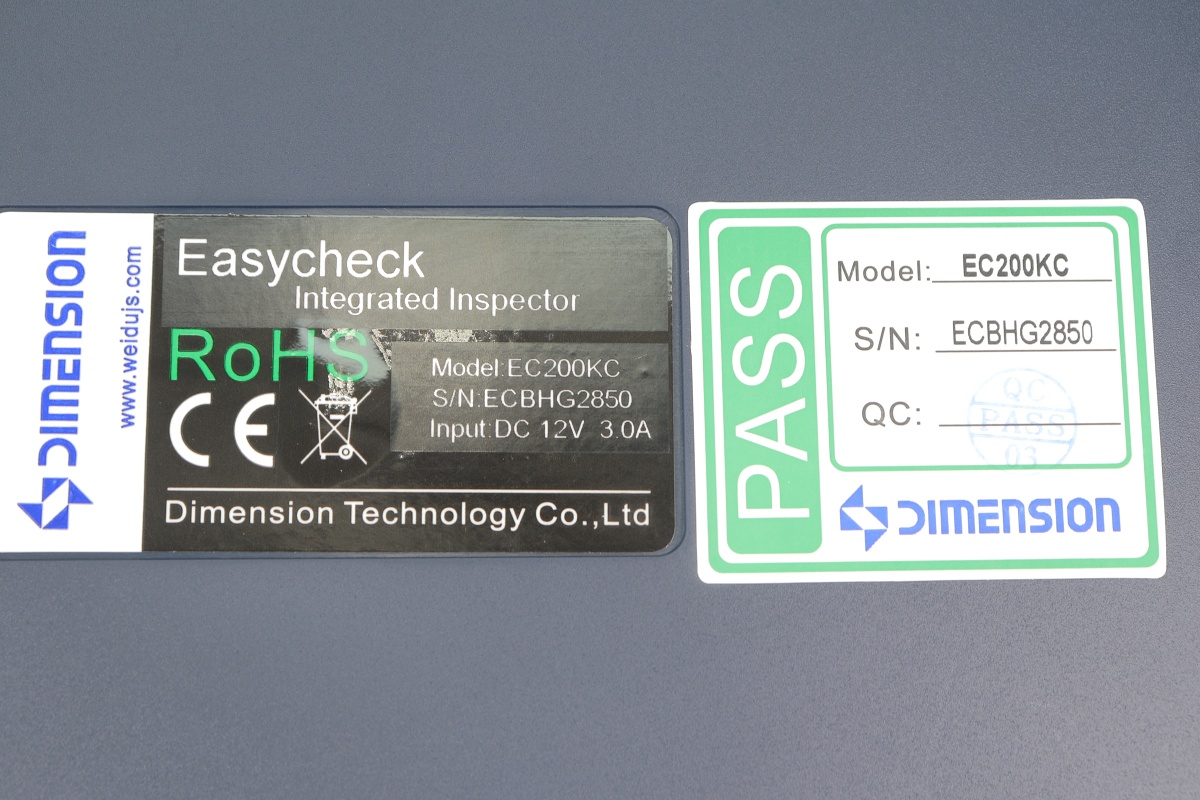 DIMENSION
www.weidujs.com
Easycheck
Integrated Inspector
RoHS
CE
Model:EC200KC
S/N:ECBHG2850
Input:DC 12V 3.0A
Dimension Technology Co.,Ltd
PASS
Model: EC200KC
S/N: ECBHG2850
QC:
QC
PASS
03
DIMENSION